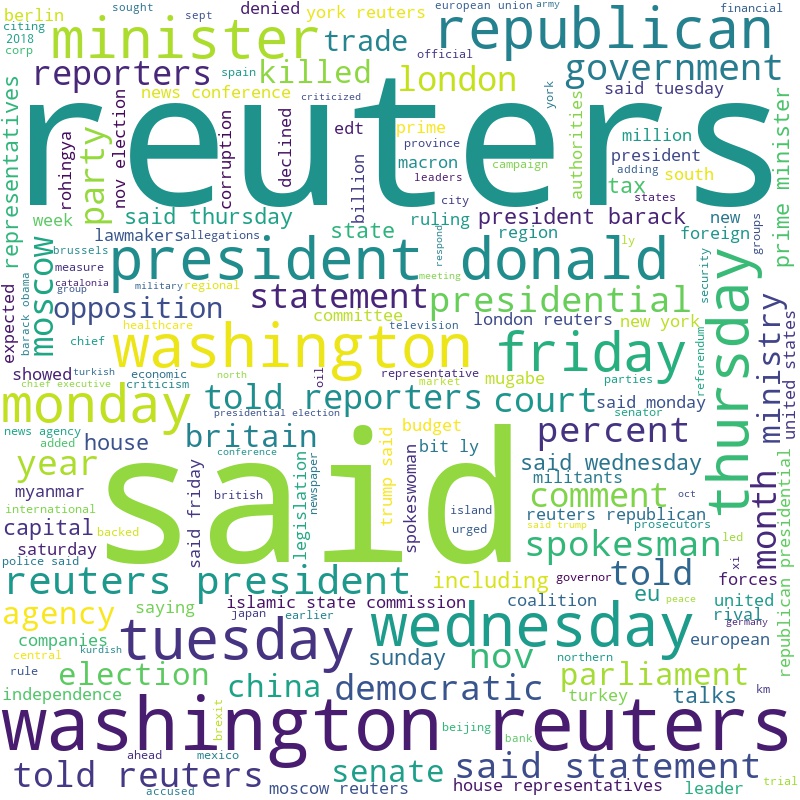 sought
sept
denied
european union
army
financial
berlin
york reuters
citing
2018
corp
minister
trade
republican
official
reporters
spain
killed
london
government
news conference
criticized
york
said tuesday
reuters
representatives
rohingya
party
nov election
corruption
declined
edt
prime
province
macron
leaders
campaign
authorities
million
president
adding
south
tax
states
prime minister
week
said thursday
billion
city
ruling
president barack
new
lawmakers
allegations
state
region
foreign
groups
moscow
brussels
measure
catalonia
group
president donald
respond
ly
meeting
security
expected
barack obama
military
regional
statement
presidential
thursday
opposition
committee
london reuters
new york
healthcare
television
chief
washington
friday
referendum
ministry
united states
showed
turkish
economic
representative
mugabe
parties
chief executive
criticism
north
oil
market
monday
told reporters
court
said monday
presidential election
senator
news agency
added
house
britain
budget
bit ly
percent
year
conference
said
trump said
spokeswoman
said wednesday
militants
month
myanmar
said friday
british
legislation
newspaper
comment
international
island
reuters republican
oct
capital
backed
urged
said trump
prosecutors
led
saturday
spokesman
republican presidential
police said
xi
reuters president
including
governor
told
forces
peace
agency
saying
islamic state commission
coalition
eu
united
japan
earlier
rival
companies
tuesday
wednesday
germany
central
kurdish
sunday
nov
northern
european
rule
election
china
democratic
parliament
independence
turkey
talks
km
brexit
washington reuters
beijing
bank
ahead
mexico
told reuters
senate
said statement
accused
moscow reuters
house representatives
leader
trial